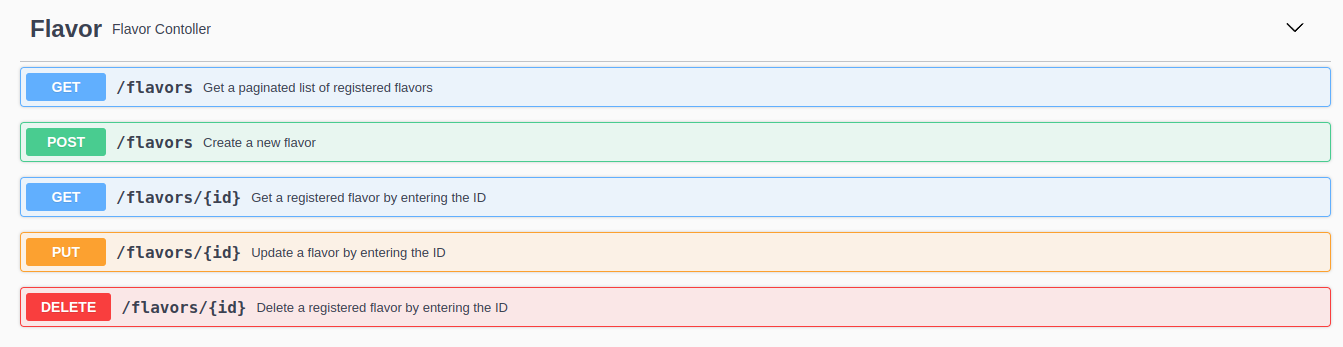 Flavor Flavor Contoller
GET /flavors Get a paginated list of registered flavors
POST /flavors Create a new flavor
GET /flavors/{id} Get a registered flavor by entering the ID
PUT /flavors/{id} Update a flavor by entering the ID
DELETE /flavors/{id} Delete a registered flavor by entering the ID